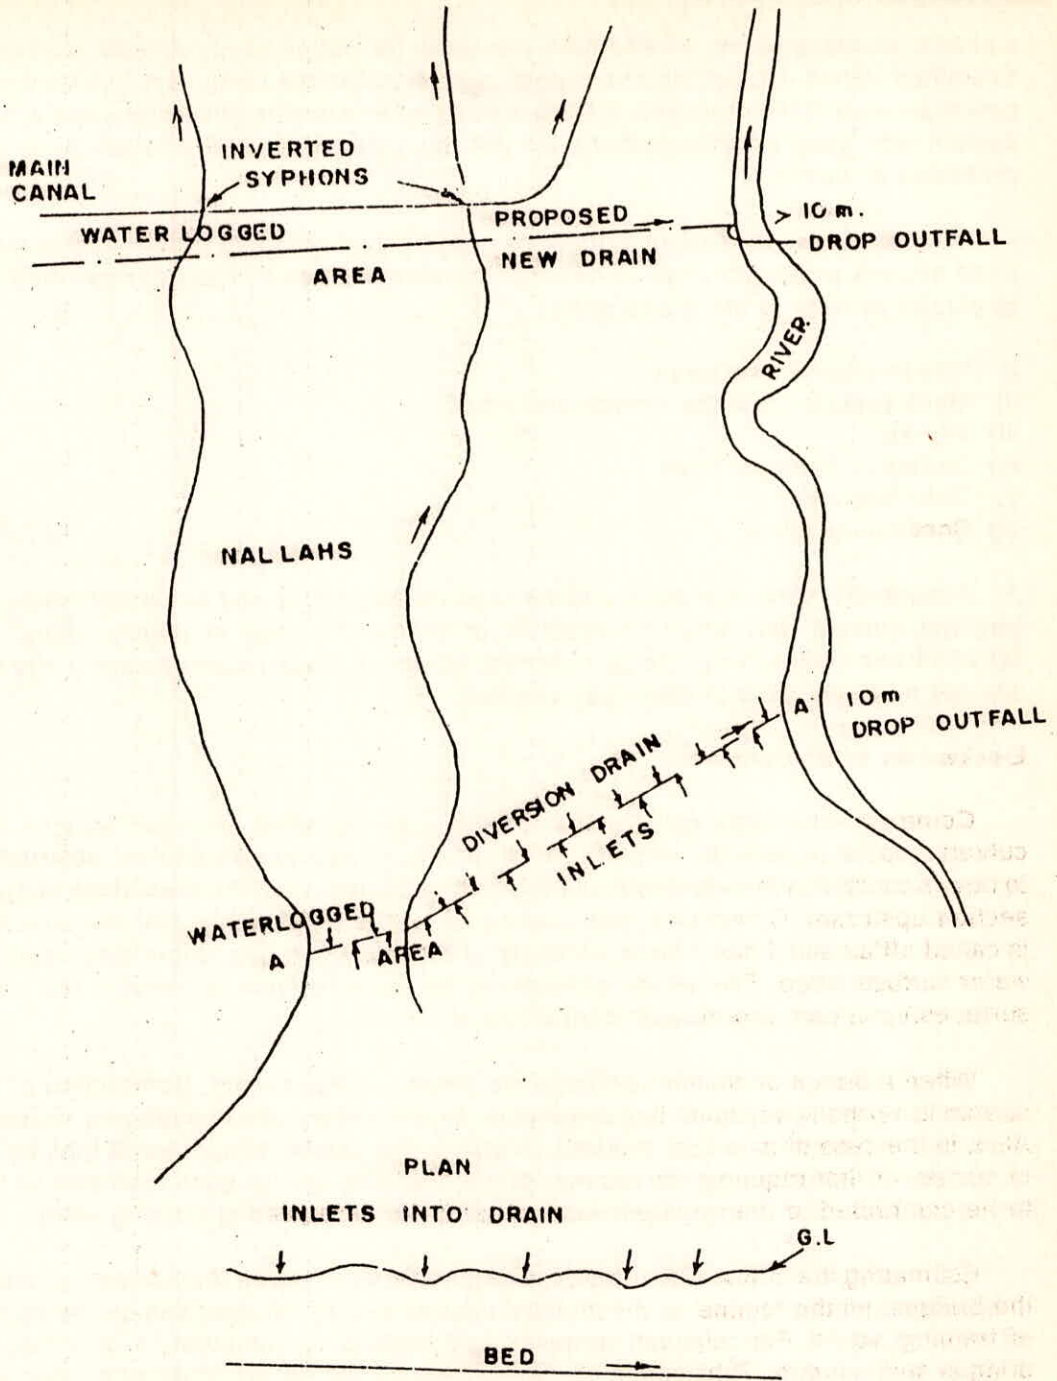 INVERTED
SYPHONS
MAIN
CANAL
WATER LOGGED
AREA
PROPOSED
NEW DRAIN
> 10 m.
DROP OUTFALL
RIVER.
NALLAHS
A
10 m
DROP OUTFALL
DIVERSION DRAIN
INLETS
WATERLOGGED
AREA
A
PLAN
INLETS INTO DRAIN
G.L
BED